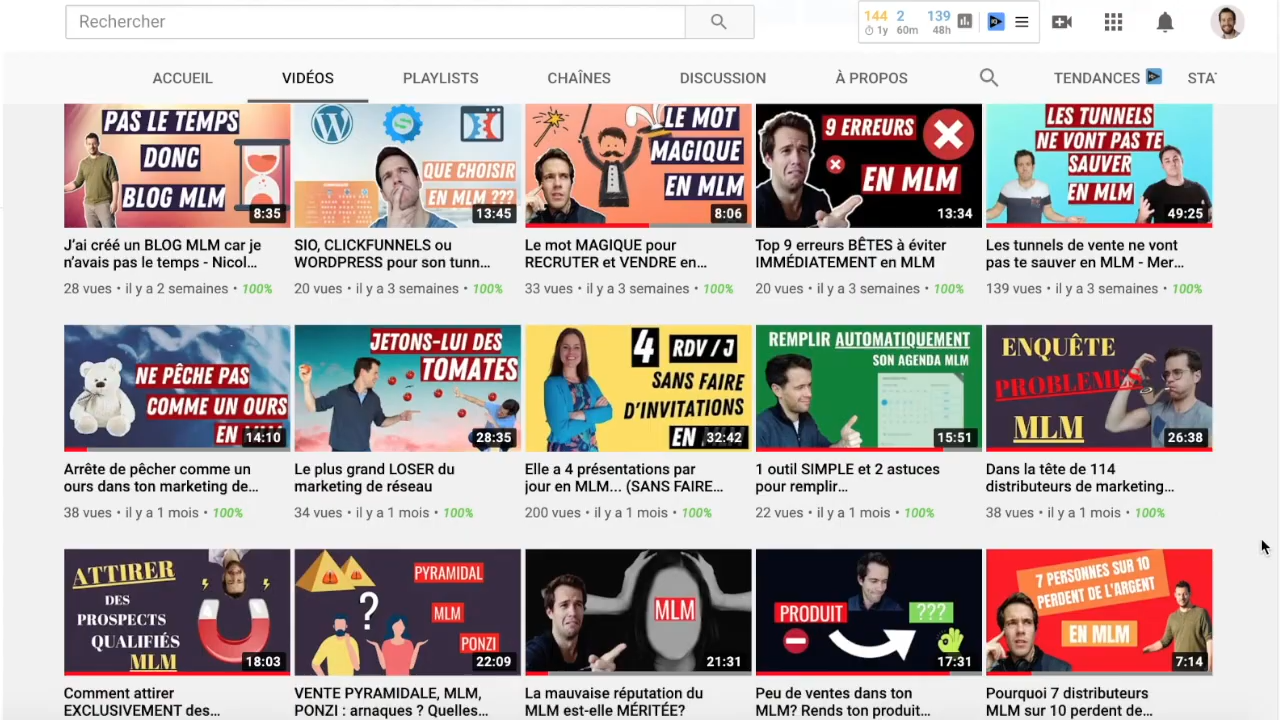 Rechercher
144 2 139
1y 60m 48h
ACCUEIL VIDÉOS PLAYLISTS CHAÎNES DISCUSSION À PROPOS TENDANCES STAT
PAS LE TEMPS
DONC
BLOG MLM
8:35
QUE CHOISIR
EN MLM ???
13:45
LE MOT
MAGIQUE
EN MLM
8:06
9 ERREURS
EN MLM
13:34
LES TUNNELS
NE VONT PAS TE
SAUVER
EN MLM
49:25
J'ai créé un BLOG MLM car je
n'avais pas le temps - Nicol...
28 vues • il y a 2 semaines • 100%
SIO, CLICKFUNNELS ou
WORDPRESS pour son tunn...
20 vues • il y a 3 semaines • 100%
Le mot MAGIQUE pour
RECRUTER et VENDRE en...
33 vues • il y a 3 semaines • 100%
Top 9 erreurs BÊTES à éviter
IMMÉDIATEMENT en MLM
20 vues • il y a 3 semaines • 100%
Les tunnels de vente ne vont
pas te sauver en MLM - Mer...
139 vues • il y a 3 semaines • 100%
NE PÊCHE PAS
COMME UN OURS
EN MLM
14:10
JETONS-LUI DES
TOMATES
28:35
4 RDV / J
SANS FAIRE
D'INVITATIONS
EN MLM
32:42
REMPLIR AUTOMATIQUEMENT
SON AGENDA MLM
15:51
ENQUÊTE
PROBLEMES
MLM
26:38
Arrête de pêcher comme un
ours dans ton marketing de...
38 vues • il y a 1 mois • 100%
Le plus grand LOSER du
marketing de réseau
34 vues • il y a 1 mois • 100%
Elle a 4 présentations par
jour en MLM... (SANS FAIRE...
200 vues • il y a 1 mois • 100%
1 outil SIMPLE et 2 astuces
pour remplir...
22 vues • il y a 1 mois • 100%
Dans la tête de 114
distributeurs de marketing...
38 vues • il y a 1 mois • 100%
ATTIRER
DES
PROSPECTS
QUALIFIÉS
MLM
18:03
PYRAMIDAL
?
MLM
PONZI
22:09
MLM
21:31
PRODUIT ???
17:31
7 PERSONNES SUR 10
PERDENT DE L'ARGENT
EN MLM
7:14
Comment attirer
EXCLUSIVEMENT des...
VENTE PYRAMIDALE, MLM,
PONZI : arnaques ? Quelles...
La mauvaise réputation du
MLM est-elle MÉRITÉE?
Peu de ventes dans ton
MLM? Rends ton produit...
Pourquoi 7 distributeurs
MLM sur 10 perdent de...